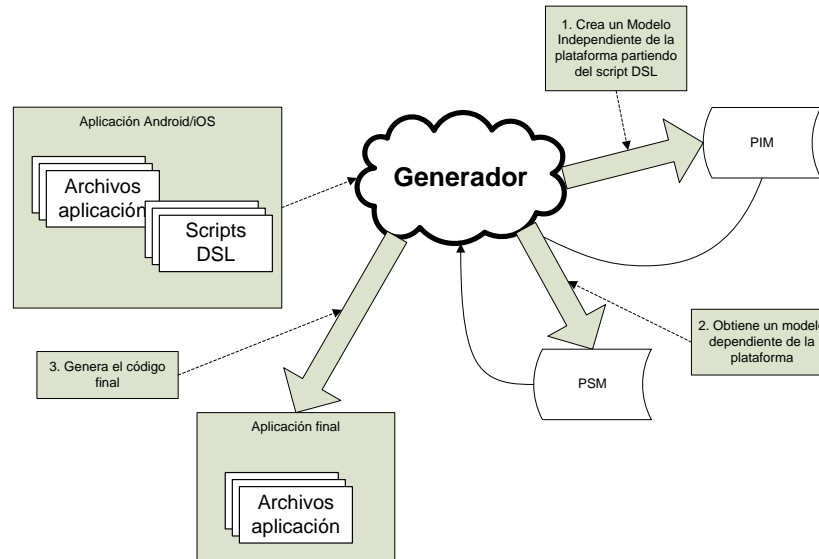 1. Crea un Modelo
Independiente de la
plataforma partiendo
del script DSL
Aplicación Android/iOS
Archivos
aplicación
Scripts
DSL
Generador
PIM
2. Obtiene un modelo
dependiente de la
plataforma
3. Genera el código
final
PSM
Aplicación final
Archivos
aplicación